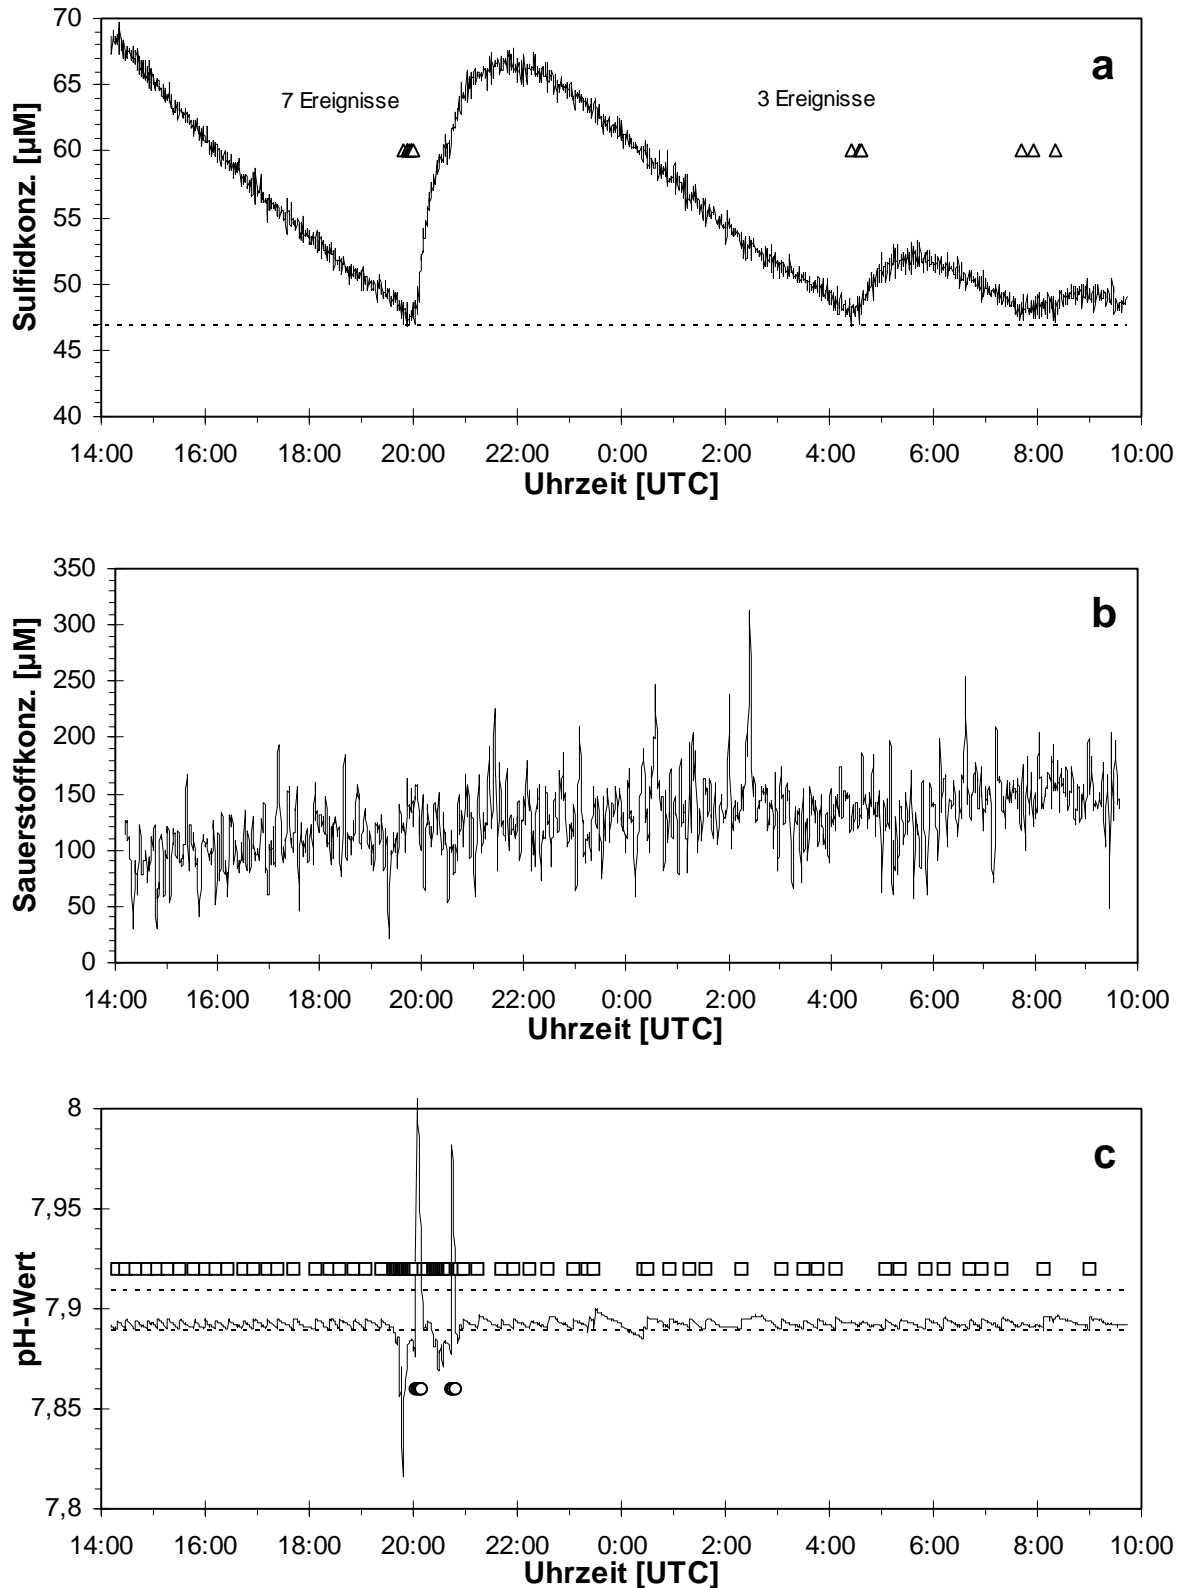 70
a
65
7 Ereignisse
3 Ereignisse
60
55
50
45
40
Sulfidkonz. [µM]
14:00 16:00 18:00 20:00 22:00 0:00 2:00 4:00 6:00 8:00 10:00
Uhrzeit [UTC]
350
b
300
250
200
150
100
50
0
Sauerstoffkonz. [µM]
14:00 16:00 18:00 20:00 22:00 0:00 2:00 4:00 6:00 8:00 10:00
Uhrzeit [UTC]
8
c
7,95
7,9
7,85
7,8
pH-Wert
14:00 16:00 18:00 20:00 22:00 0:00 2:00 4:00 6:00 8:00 10:00
Uhrzeit [UTC]